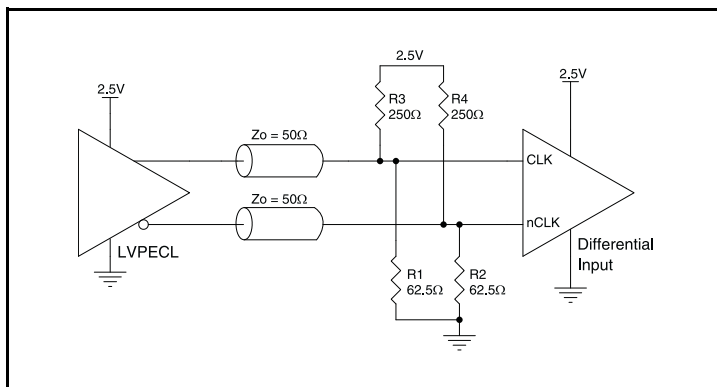 2.5V
2.5V
2.5V
R3
250Ω
R4
250Ω
Zo = 50Ω
CLK
Zo = 50Ω
nCLK
LVPECL
Differential
Input
R1
62.5Ω
R2
62.5Ω